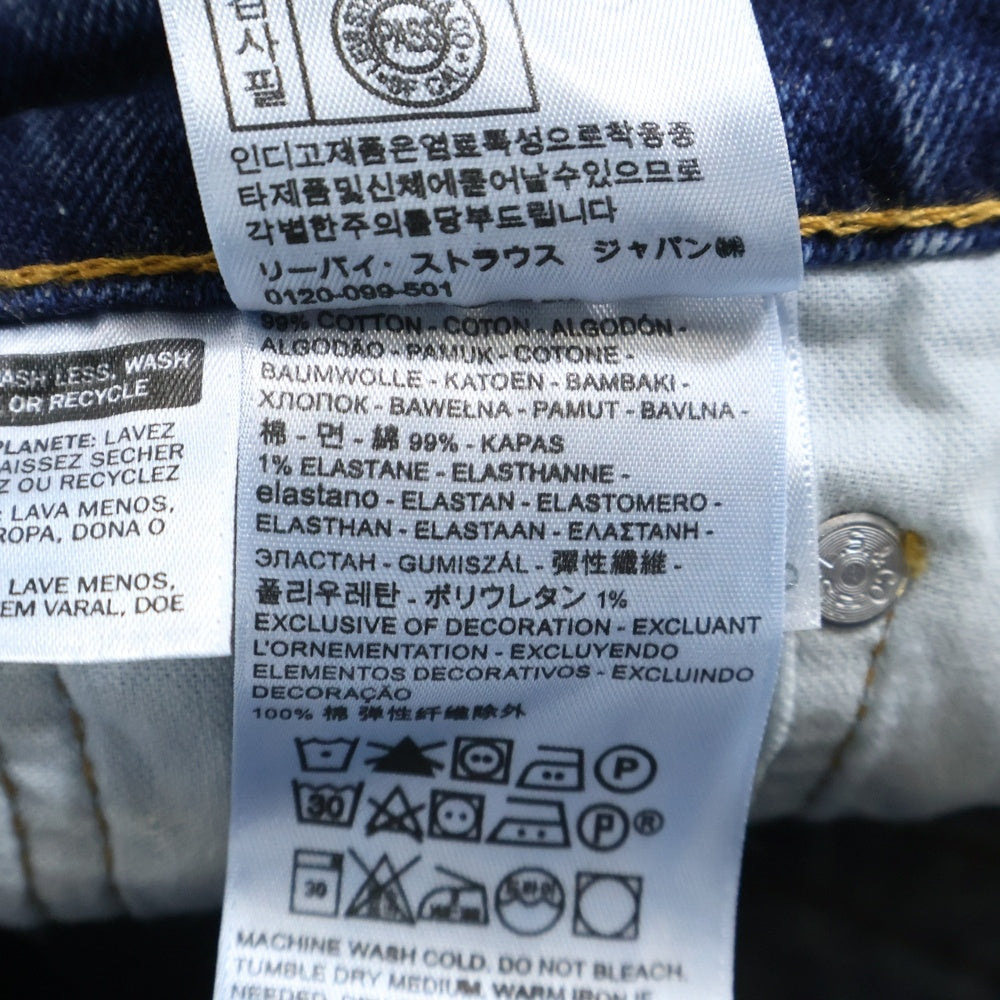 검사필
PASS
인디고제품은염료특성으로착용중
타제품및신체에묻어날수있으므로
각별한주의를당부드립니다
リーバイ・ストラウス ジャパン㈱
0120-099-501
99% COTTON - COTON - ALGODÓN -
ALGODÃO - PAMUK - COTONE -
BAUMWOLLE - KATOEN - BAMBAKI -
ХЛОПОК - BAWEŁNA - PAMUT - BAVLNA -
棉 - 면 - 綿 99% - KAPAS
1% ELASTANE - ELASTHANNE -
elastano - ELASTAN - ELASTOMERO -
ELASTHAN - ELASTAAN - ΕΛΑΣΤΑΝΗ -
ЭЛАСТАН - GUMISZÁL - 彈性纖維 -
폴리우레탄 - ポリウレタン 1%
EXCLUSIVE OF DECORATION - EXCLUANT
L'ORNEMENTATION - EXCLUYENDO
ELEMENTOS DECORATIVOS - EXCLUINDO
DECORAÇÃO
100% 棉 弹性纤维除外
P
30
P ®
30
드라이
MACHINE WASH COLD. DO NOT BLEACH.
TUMBLE DRY MEDIUM. WARM IRON IF
NEEDED.
WASH LESS, WASH
OR RECYCLE
PLANETE: LAVEZ
LAISSEZ SECHER
Z OU RECYCLEZ
: LAVA MENOS,
ROPA, DONA O
LAVE MENOS,
EM VARAL, DOE